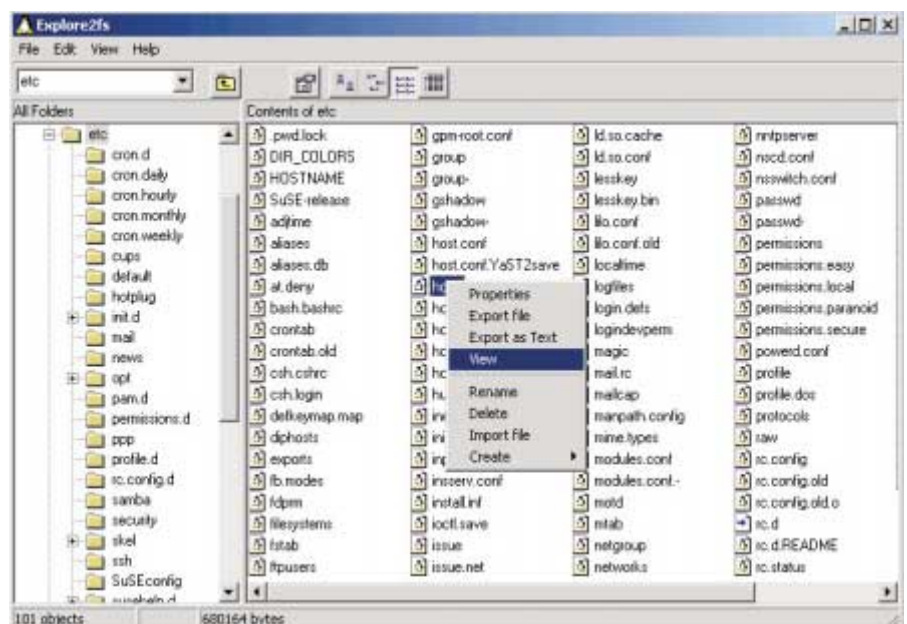 Explore2fs
File Edit View Help
etc
All Folders
Contents of etc
etc
cron.d
cron.daily
cron.hourly
cron.monthly
cron.weekly
cups
default
hotplug
init.d
mail
news
opt
pam.d
permissions.d
ppp
profile.d
rc.config.d
samba
security
skel
ssh
SuSEconfig
susehelp.d
.pwd.lock
DIR_COLORS
HOSTNAME
SuSE-release
adjtime
aliases
aliases.db
at.deny
bash.bashrc
crontab
crontab.old
csh.cshrc
csh.login
defkeymap.map
diphosts
exports
fb.modes
fdprm
filesystems
fstab
ftpusers
gpm-root.conf
group
group-
gshadow
gshadow-
host.conf
host.conf.YaST2save
insserv.conf
install.inf
ioctl.save
issue
issue.net
Properties
Export file
Export as Text
View
Rename
Delete
Import file
Create
ld.so.cache
ld.so.conf
lesskey
lesskey.bin
lilo.conf
lilo.conf.old
localtime
logfiles
login.defs
logindevperm
magic
mail.rc
mailcap
manpath.config
mime.types
modules.conf
modules.conf.-
motd
mtab
netgroup
networks
nntpserver
nscd.conf
nsswitch.conf
passwd
passwd-
permissions
permissions.easy
permissions.local
permissions.paranoid
permissions.secure
powerd.conf
profile
profile.dos
protocols
raw
rc.config
rc.config.old
rc.config.old.o
rc.d
rc.d.README
rc.status
101 objects
680164 bytes